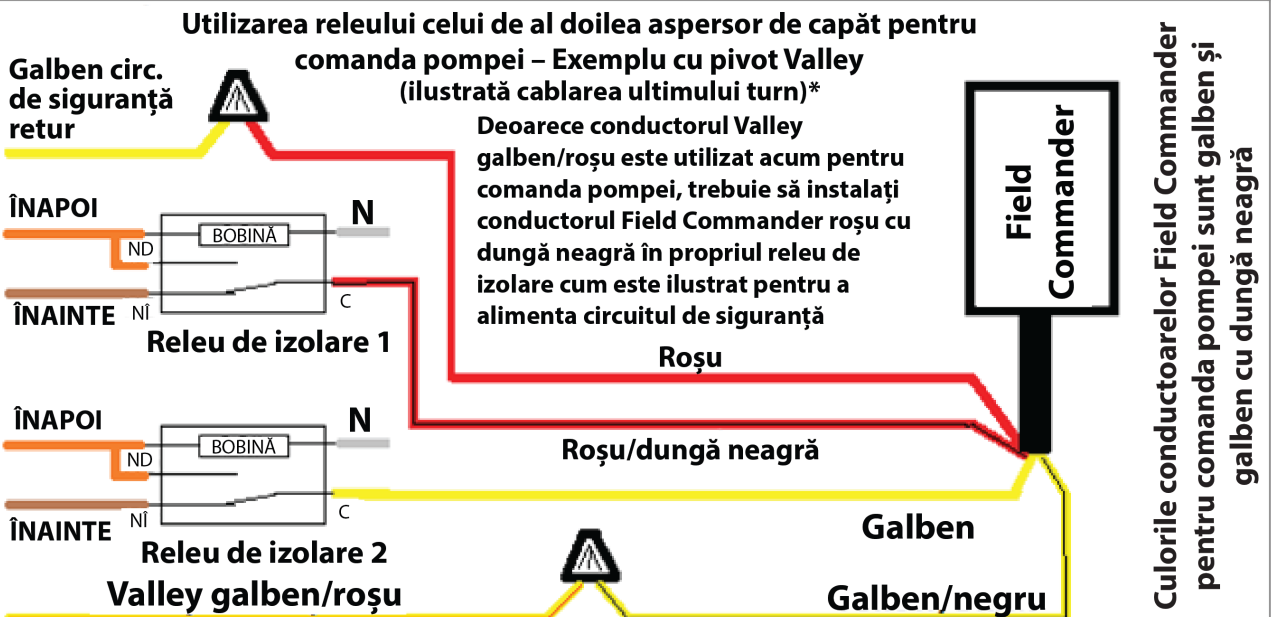 Utilizarea releului celui de al doilea aspersor de capăt pentru
comanda pompei – Exemplu cu pivot Valley
(ilustrată cablarea ultimului turn)*
Galben circ.
de siguranță
retur
Deoarece conductorul Valley
galben/roșu este utilizat acum pentru
comanda pompei, trebuie să instalați
conductorul Field Commander roșu cu
dungă neagră în propriul releu de
izolare cum este ilustrat pentru a
alimenta circuitul de siguranță
Field
Commander
Culorile conductoarelor Field Commander
pentru comanda pompei sunt galben și
galben cu dungă neagră
ÎNAPOI
BOBINĂ
N
ND
ÎNAINTE
NÎ
C
Releu de izolare 1
Roșu
ÎNAPOI
BOBINĂ
N
ND
Roșu/dungă neagră
ÎNAINTE
NÎ
C
Releu de izolare 2
Galben
Valley galben/roșu
Galben/negru